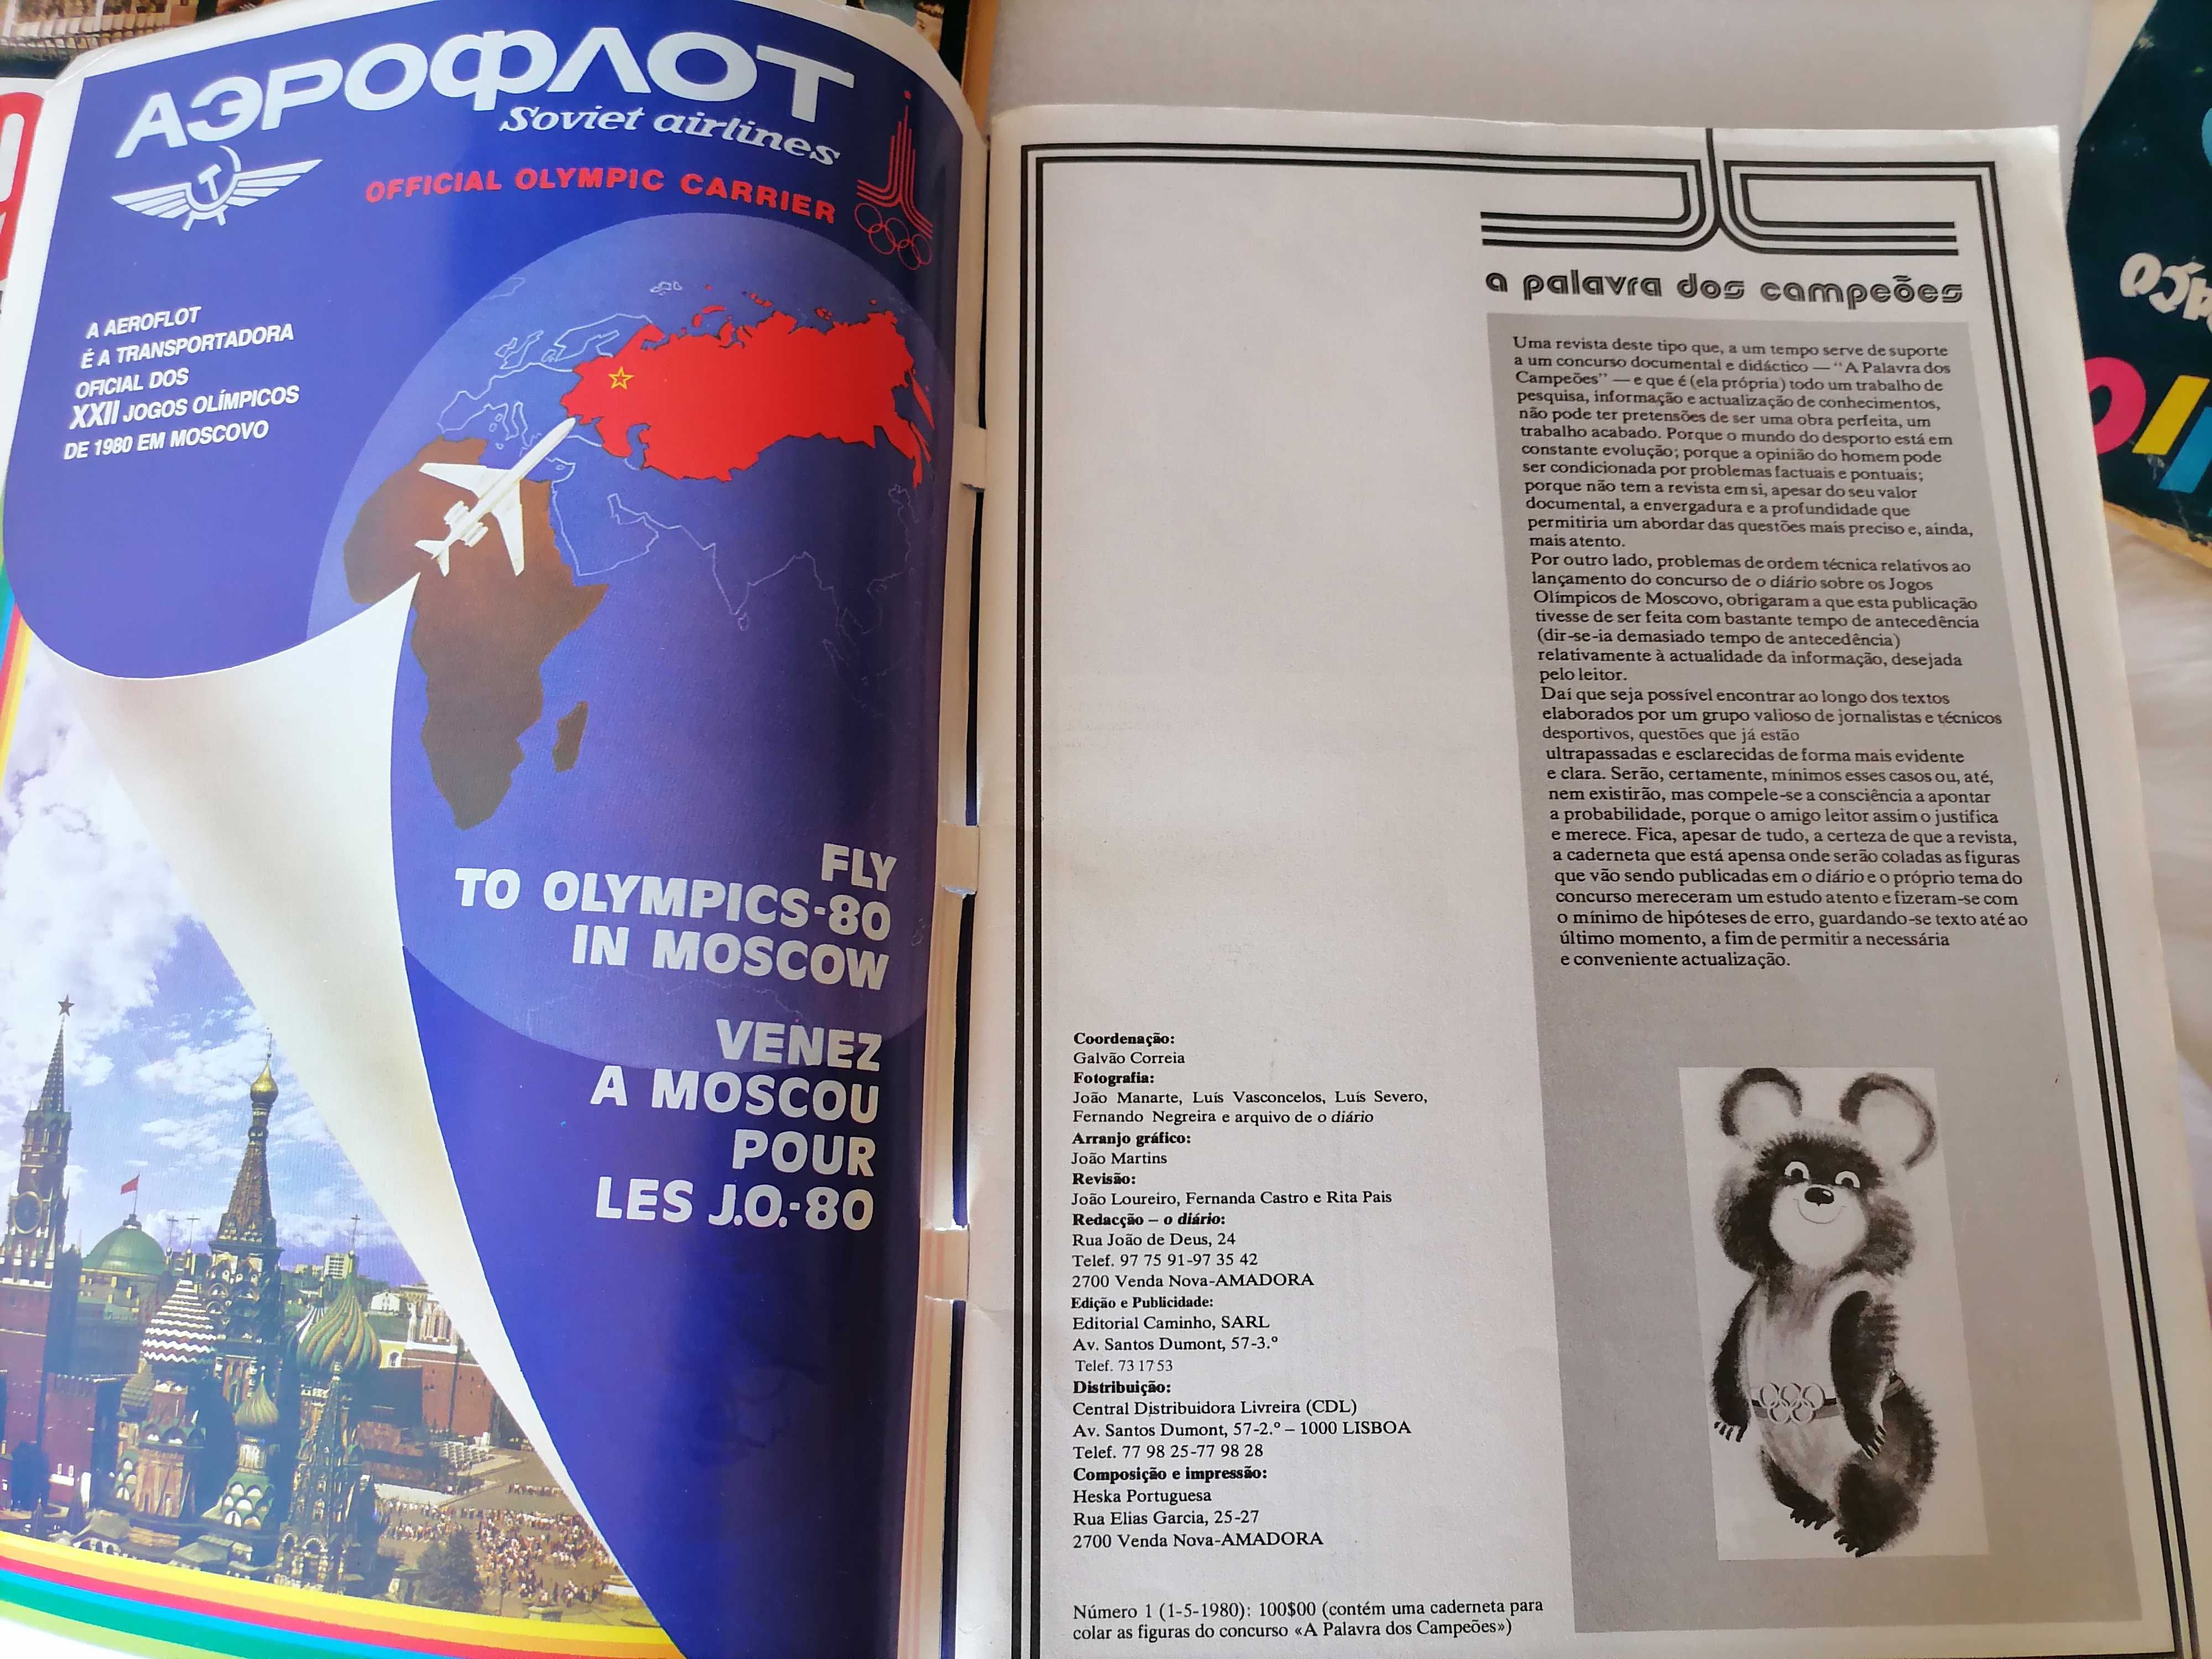 АЭРОФЛОТ
Soviet airlines
OFFICIAL OLYMPIC CARRIER
A AEROFLOT
É A TRANSPORTADORA
OFICIAL DOS
XXII JOGOS OLÍMPICOS
DE 1980 EM MOSCOVO
FLY
TO OLYMPICS-80
IN MOSCOW
VENEZ
A MOSCOU
POUR
LES J.O.-80
a palavra dos campeões
Uma revista deste tipo que, a um tempo serve de suporte
a um concurso documental e didáctico — "A Palavra dos
Campeões" — e que é (ela própria) todo um trabalho de
pesquisa, informação e actualização de conhecimentos,
não pode ter pretensões de ser uma obra perfeita, um
trabalho acabado. Porque o mundo do desporto está em
constante evolução; porque a opinião do homem pode
ser condicionada por problemas factuais e pontuais;
porque não tem a revista em si, apesar do seu valor
documental, a envergadura e a profundidade que
permitiria um abordar das questões mais preciso e, ainda,
mais atento.
Por outro lado, problemas de ordem técnica relativos ao
lançamento do concurso de o diário sobre os Jogos
Olímpicos de Moscovo, obrigaram a que esta publicação
tivesse de ser feita com bastante tempo de antecedência
(dir-se-ia demasiado tempo de antecedência)
relativamente à actualidade da informação, desejada
pelo leitor.
Daí que seja possível encontrar ao longo dos textos
elaborados por um grupo valioso de jornalistas e técnicos
desportivos, questões que já estão
ultrapassadas e esclarecidas de forma mais evidente
e clara. Serão, certamente, mínimos esses casos ou, até,
nem existirão, mas compele-se a consciência a apontar
a probabilidade, porque o amigo leitor assim o justifica
e merece. Fica, apesar de tudo, a certeza de que a revista,
a caderneta que está apensa onde serão coladas as figuras
que vão sendo publicadas em o diário e o próprio tema do
concurso mereceram um estudo atento e fizeram-se com
o mínimo de hipóteses de erro, guardando-se texto até ao
último momento, a fim de permitir a necessária
e conveniente actualização.
Coordenação:
Galvão Correia
Fotografia:
João Manarte, Luís Vasconcelos, Luís Severo,
Fernando Negreira e arquivo de o diário
Arranjo gráfico:
João Martins
Revisão:
João Loureiro, Fernanda Castro e Rita Pais
Redacção – o diário:
Rua João de Deus, 24
Telef. 97 75 91-97 35 42
2700 Venda Nova-AMADORA
Edição e Publicidade:
Editorial Caminho, SARL
Av. Santos Dumont, 57-3.º
Telef. 73 17 53
Distribuição:
Central Distribuidora Livreira (CDL)
Av. Santos Dumont, 57-2.º – 1000 LISBOA
Telef. 77 98 25-77 98 28
Composição e impressão:
Heska Portuguesa
Rua Elias Garcia, 25-27
2700 Venda Nova-AMADORA
Número 1 (1-5-1980): 100$00 (contém uma caderneta para
colar as figuras do concurso «A Palavra dos Campeões»)